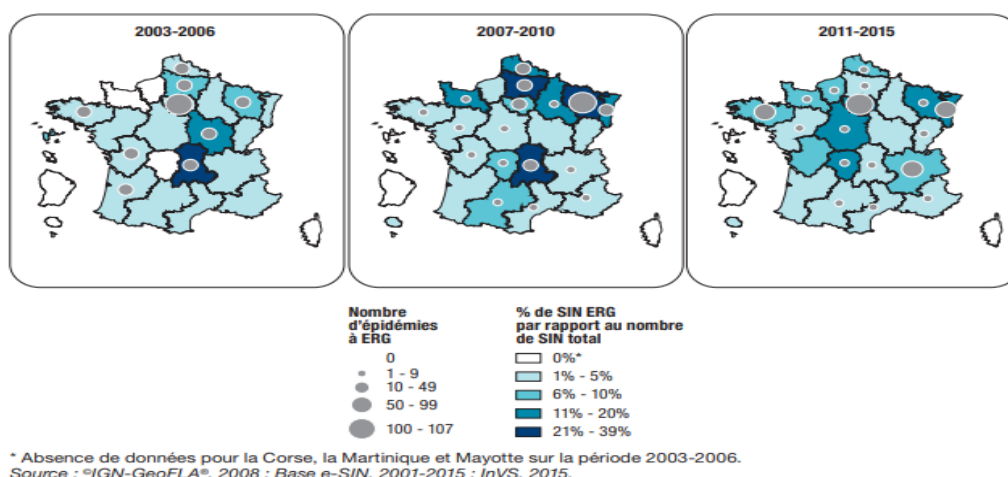 2003-2006
2007-2010
2011-2015
Nombre
d'épidémies
à ERG
0
1 - 9
10 - 49
50 - 99
100 - 107
% de SIN ERG
par rapport au nombre
de SIN total
0%*
1% - 5%
6% - 10%
11% - 20%
21% - 39%
* Absence de données pour la Corse, la Martinique et Mayotte sur la période 2003-2006.
Source : ©IGN-GeoFLA®, 2008 ; Base e-SIN, 2001-2015 ; InVS, 2015.